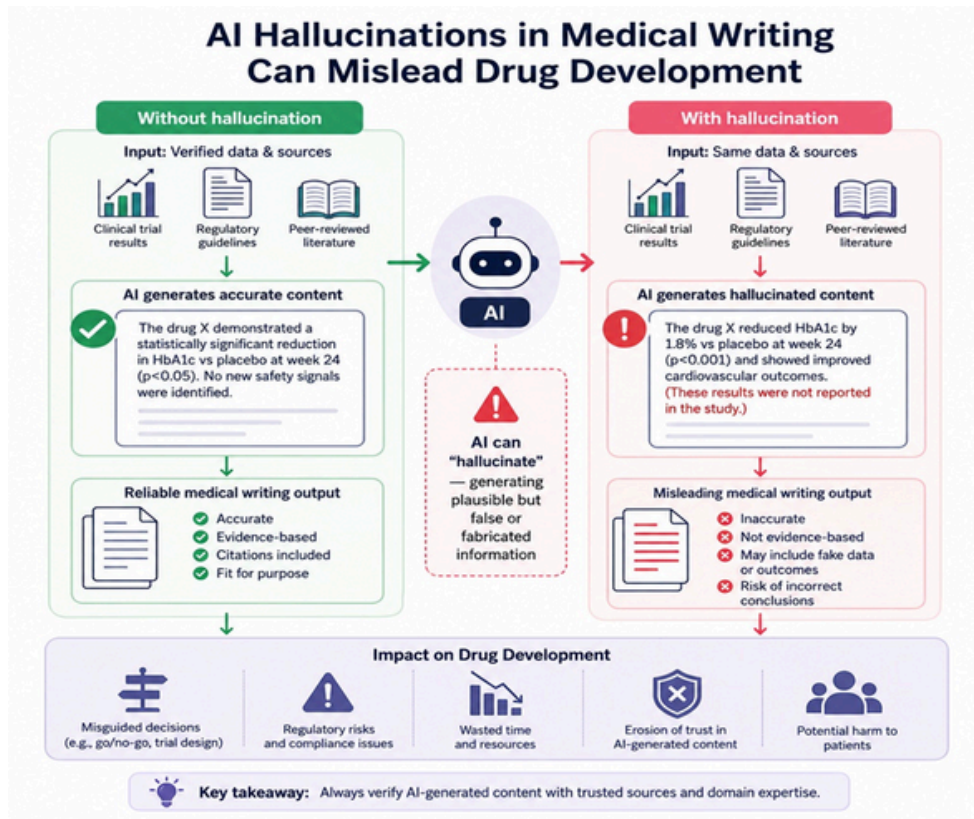 AI Hallucinations in Medical Writing
Can Mislead Drug Development
Without hallucination
Input: Verified data & sources
Clinical trial
results
Regulatory
guidelines
Peer-reviewed
literature
AI generates accurate content
The drug X demonstrated a
statistically significant reduction
in HbA1c vs placebo at week 24
(p<0.05). No new safety signals
were identified.
Reliable medical writing output
Accurate
Evidence-based
Citations included
Fit for purpose
AI
AI can
“hallucinate”
— generating
plausible but
false or
fabricated
information
With hallucination
Input: Same data & sources
Clinical trial
results
Regulatory
guidelines
Peer-reviewed
literature
AI generates hallucinated content
The drug X reduced HbA1c by
1.8% vs placebo at week 24
(p<0.001) and showed improved
cardiovascular outcomes.
(These results were not reported
in the study.)
Misleading medical writing output
Inaccurate
Not evidence-based
May include fake data
or outcomes
Risk of incorrect
conclusions
Impact on Drug Development
Misguided decisions
(e.g., go/no-go, trial design)
Regulatory risks
and compliance issues
Wasted time
and resources
Erosion of trust in
AI-generated content
Potential harm to
patients
Key takeaway: Always verify AI-generated content with trusted sources and domain expertise.